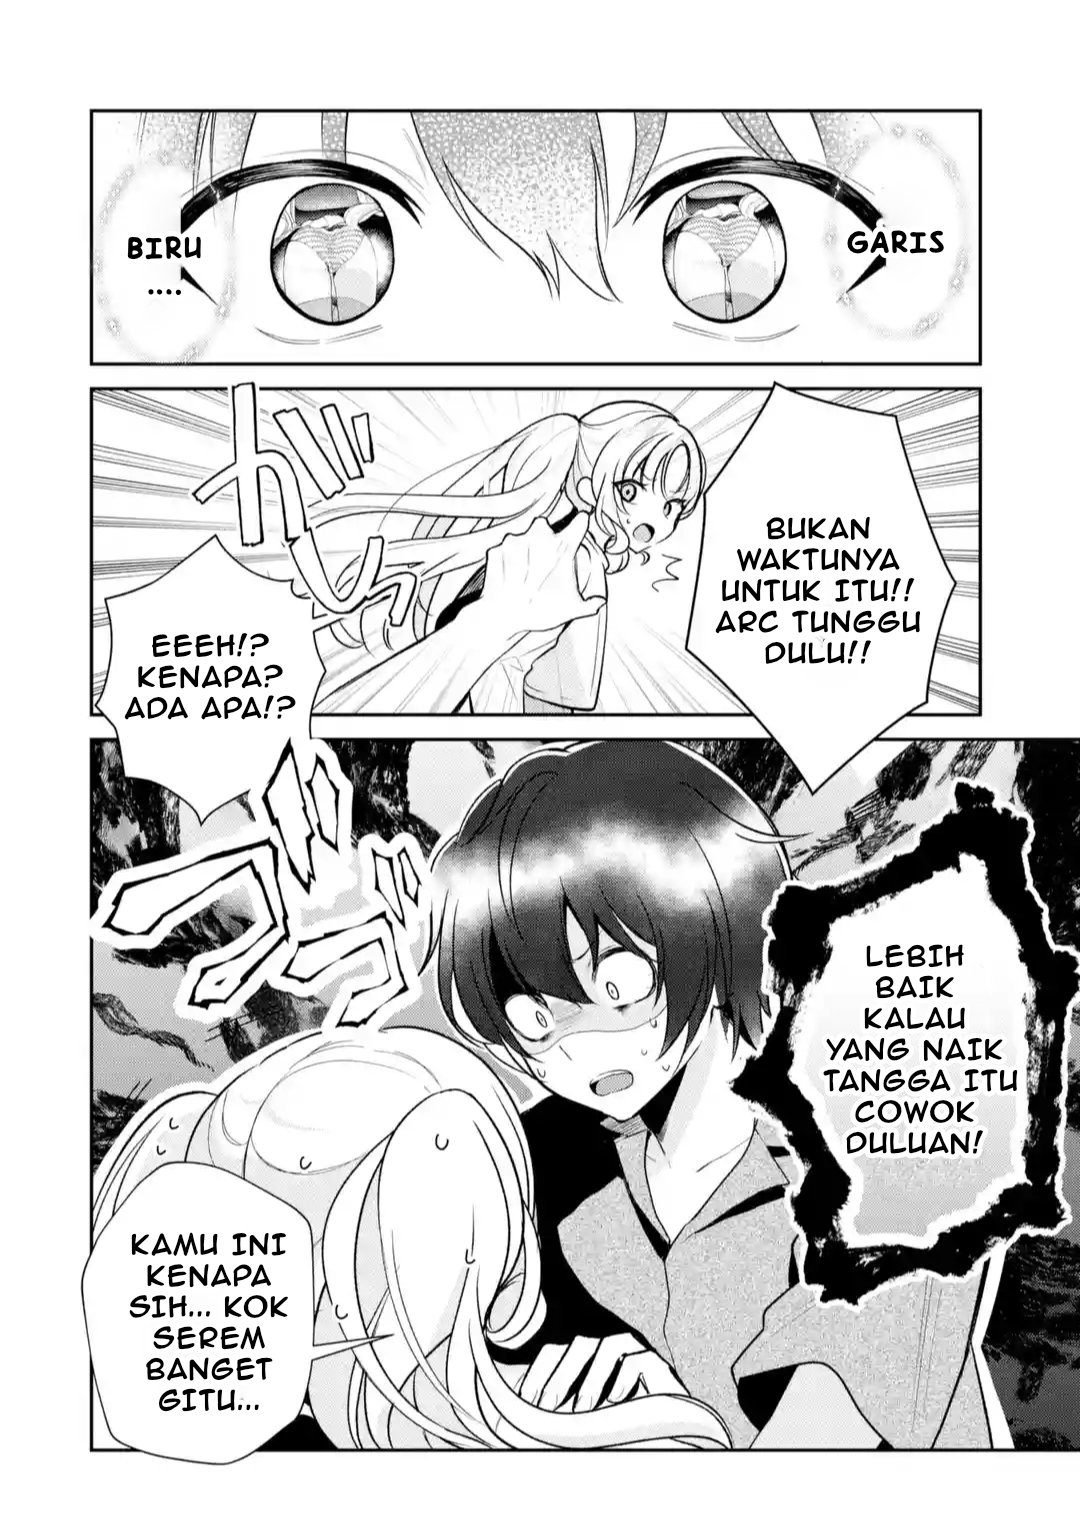 GARIS
BIRU
....
BUKAN
WAKTUNYA
UNTUK ITU!!
ARC TUNGGU
DULU!!
EEEH!?
KENAPA?
ADA APA!?
LEBIH
BAIK
KALAU
YANG NAIK
TANGGA ITU
COWOK
DULUAN!
KAMU INI
KENAPA
SIH... KOK
SEREM
BANGET
GITU...